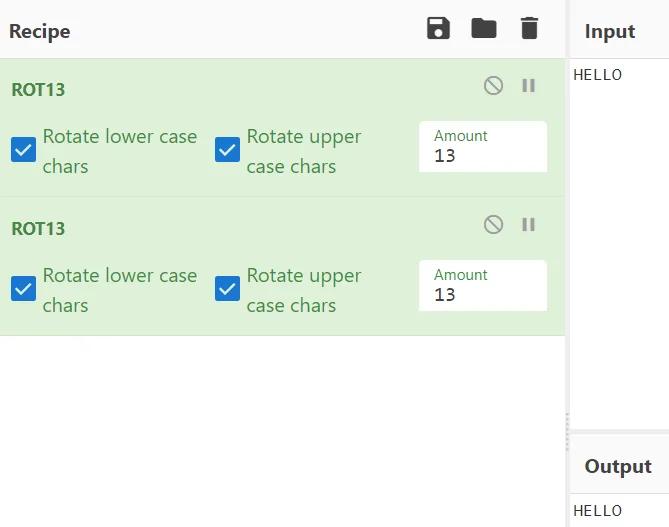 Recipe
ROT13
Rotate lower case
chars
Rotate upper
case chars
Amount
13
ROT13
Rotate lower case
chars
Rotate upper
case chars
Amount
13
Input
HELLO
Output
HELLO